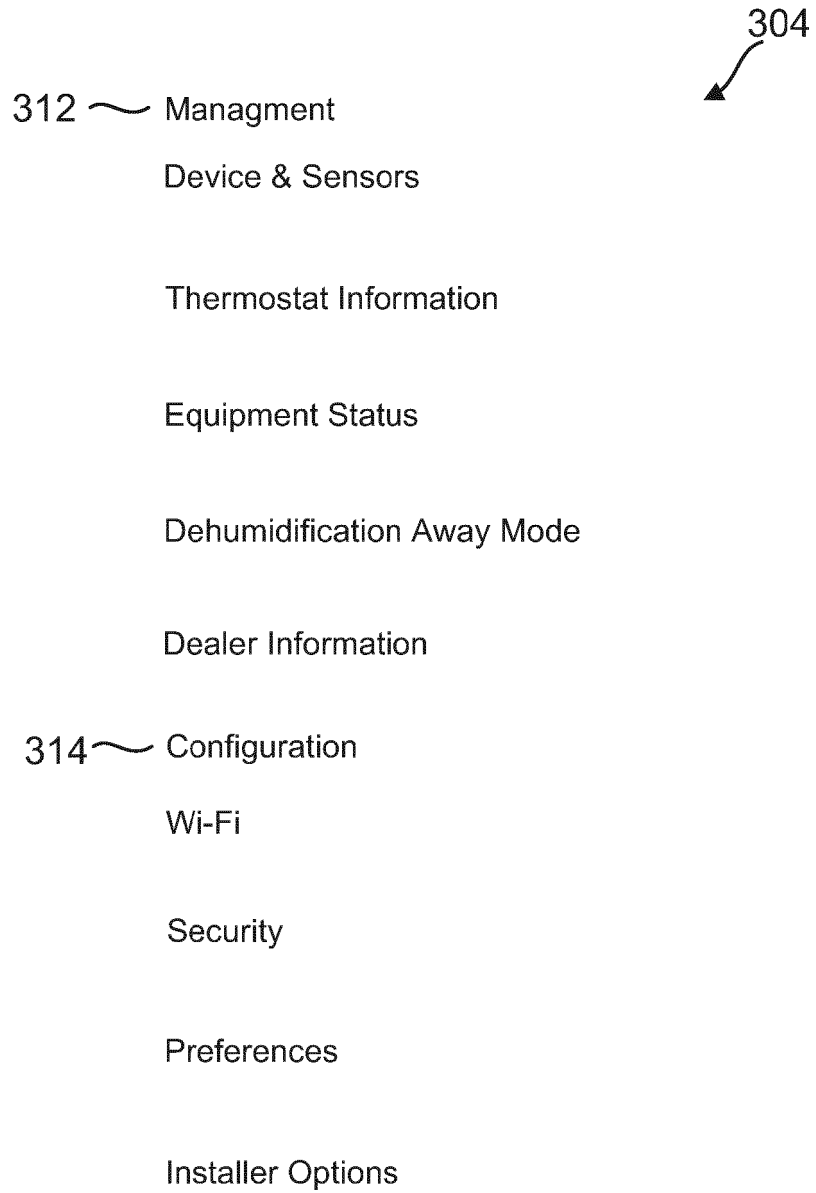 304
312 Managment
Device & Sensors
Thermostat Information
Equipment Status
Dehumidification Away Mode
Dealer Information
314 Configuration
Wi-Fi
Security
Preferences
Installer Options